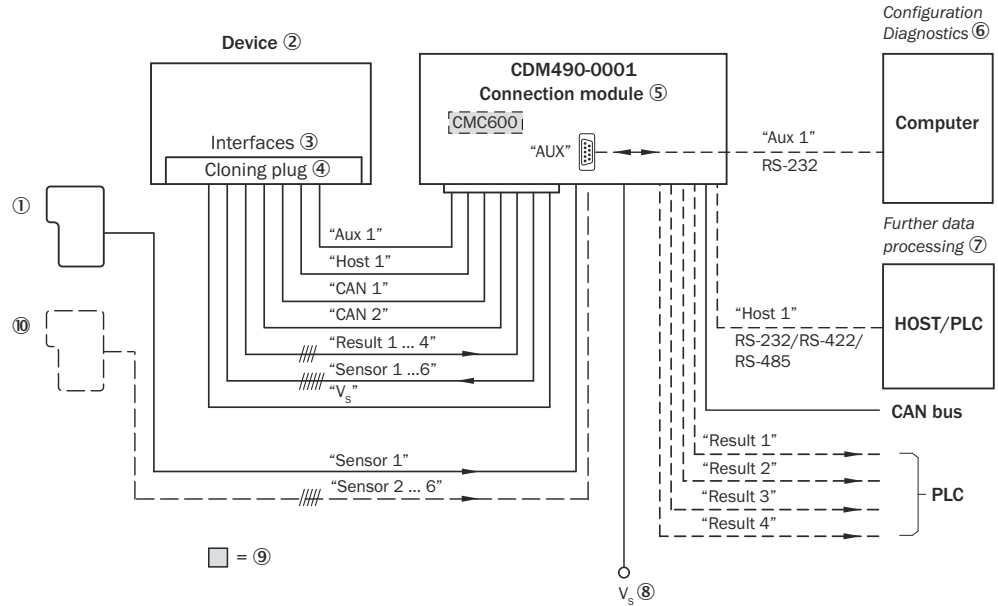 Configuration
Diagnostics ⑥
Device ②
CDM490-0001
Connection module ⑤
CMC600
Computer
Interfaces ③
"AUX"
"Aux 1"
RS-232
Cloning plug ④
①
Further data
processing ⑦
"Aux 1"
"Host 1"
"CAN 1"
"CAN 2"
"Host 1"
RS-232/RS-422/
RS-485
HOST/PLC
⑩
"Result 1 ... 4"
"Sensor 1 ...6"
"Vs"
CAN bus
"Result 1"
"Result 2"
"Result 3"
"Result 4"
PLC
"Sensor 1"
"Sensor 2 ... 6"
= ⑨
Vs ⑧